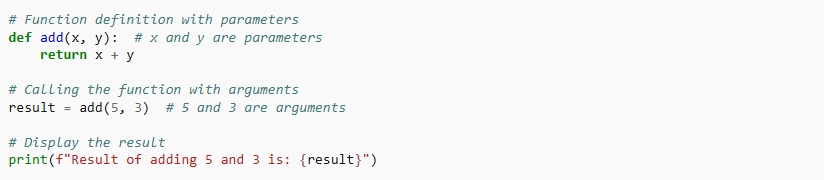 # Function definition with parameters
def add(x, y):  # x and y are parameters
    return x + y
# Calling the function with arguments
result = add(5, 3)  # 5 and 3 are arguments
# Display the result
print(f"Result of adding 5 and 3 is: {result}")